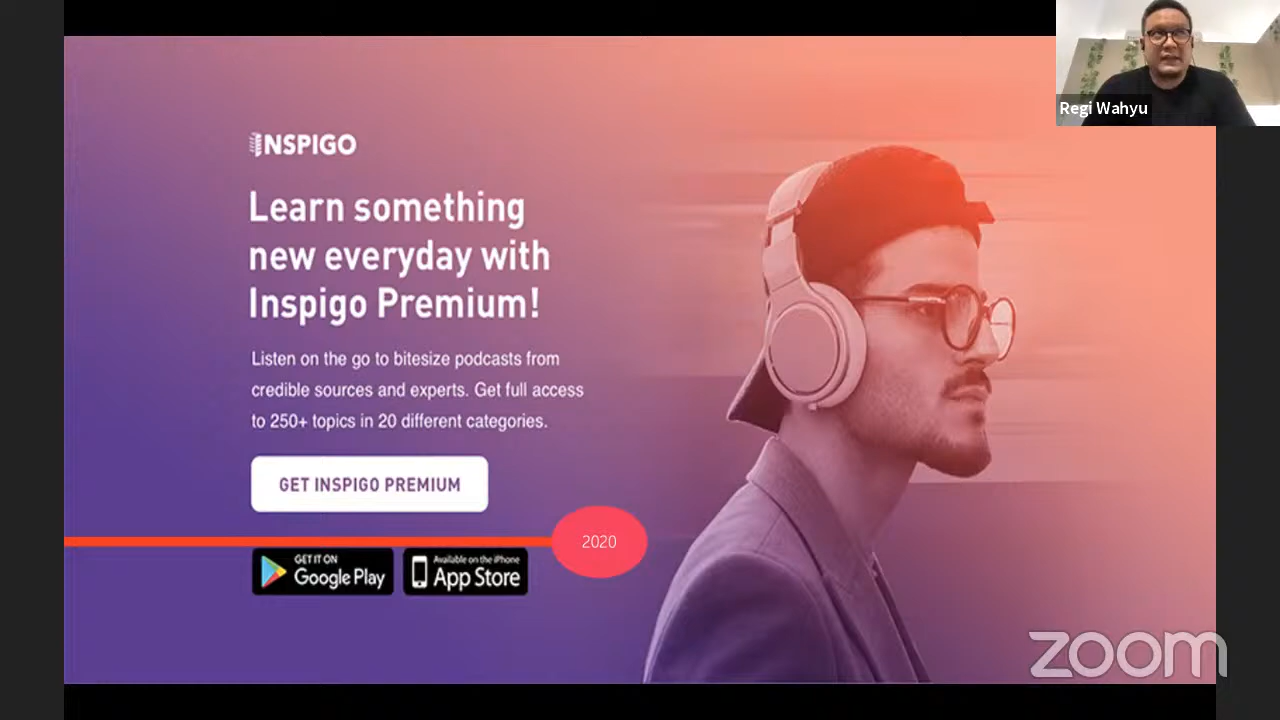 Regi Wahyu
INSPIGO
Learn something
new everyday with
Inspigo Premium!
Listen on the go to bitesize podcasts from
credible sources and experts. Get full access
to 250+ topics in 20 different categories.
GET INSPIGO PREMIUM
2020
GET IT ON
Google Play
Available on the iPhone
App Store
zoom